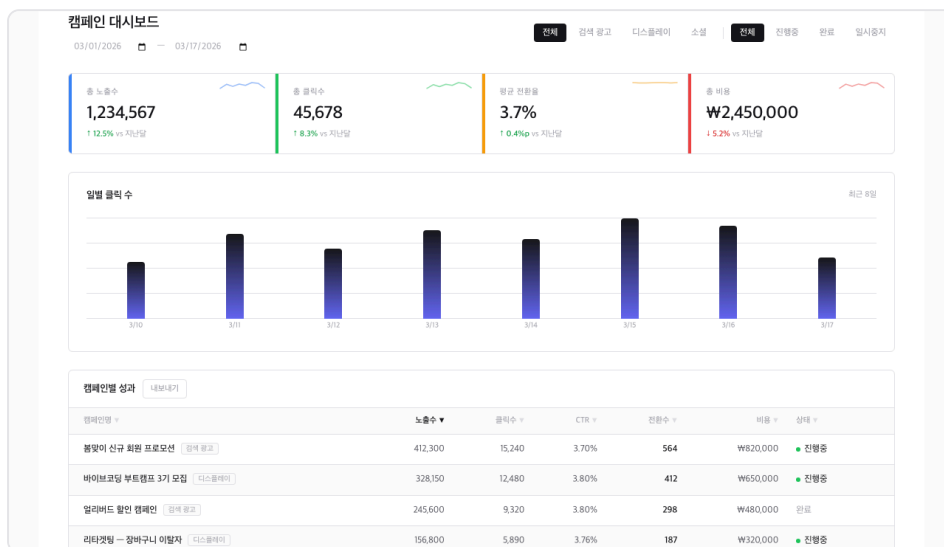 캠페인 대시보드
03/01/2026 — 03/17/2026
전체 검색 광고 디스플레이 소셜 전체 진행중 완료 일시중지
총 노출수
1,234,567
↑ 12.5% vs 지난달
총 클릭수
45,678
↑ 8.3% vs 지난달
평균 전환율
3.7%
↑ 0.4%p vs 지난달
총 비용
₩2,450,000
↓ 5.2% vs 지난달
일별 클릭 수 최근 8일
3/10 3/11 3/12 3/13 3/14 3/15 3/16 3/17
캠페인별 성과 내보내기
캠페인명 ▼ 노출수 ▼ 클릭수 ▼ CTR ▼ 전환수 ▼ 비용 ▼ 상태 ▼
봄맞이 신규 회원 프로모션 검색 광고 412,300 15,240 3.70% 564 ₩820,000 진행중
바이브코딩 부트캠프 3기 모집 디스플레이 328,150 12,480 3.80% 412 ₩650,000 진행중
얼리버드 할인 캠페인 검색 광고 245,600 9,320 3.80% 298 ₩480,000 완료
리타겟팅 — 장바구니 이탈자 디스플레이 156,800 5,890 3.76% 187 ₩320,000 진행중